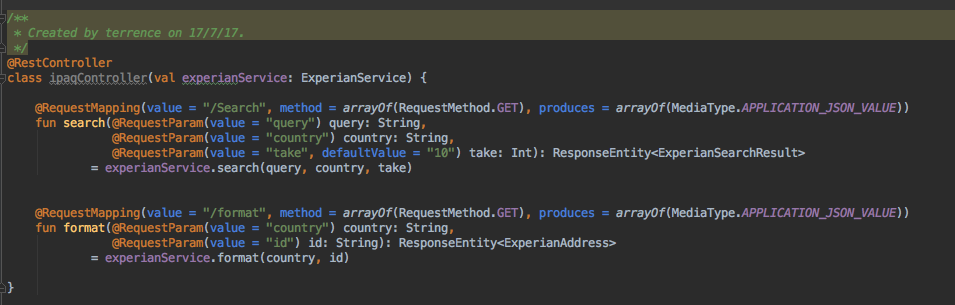 /**
 * Created by terrence on 17/7/17.
 */
@RestController
class ipaqController(val experianService: ExperianService) {
    @RequestMapping(value = "/Search", method = arrayOf(RequestMethod.GET), produces = arrayOf(MediaType.APPLICATION_JSON_VALUE))
    fun search(@RequestParam(value = "query") query: String,
               @RequestParam(value = "country") country: String,
               @RequestParam(value = "take", defaultValue = "10") take: Int): ResponseEntity<ExperianSearchResult>
            = experianService.search(query, country, take)
    @RequestMapping(value = "/format", method = arrayOf(RequestMethod.GET), produces = arrayOf(MediaType.APPLICATION_JSON_VALUE))
    fun format(@RequestParam(value = "country") country: String,
               @RequestParam(value = "id") id: String): ResponseEntity<ExperianAddress>
            = experianService.format(country, id)
}